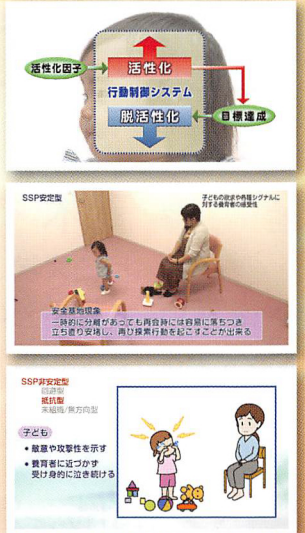 活性化因子
活性化
行動制御システム
脱活性化
目標達成
SSP安定型
子どもの欲求や各種シグナルに
対する養育者の感受性
安全基地現象
一時的に分離があっても再会時には容易に落ちつき
立ち直り安堵し、再び探索行動を起こすことが出来る
SSP非安定型
回避型
抵抗型
未組織/無方向型
子ども
• 敵意や攻撃性を示す
• 養育者に近づかず
受け身的に泣き続ける